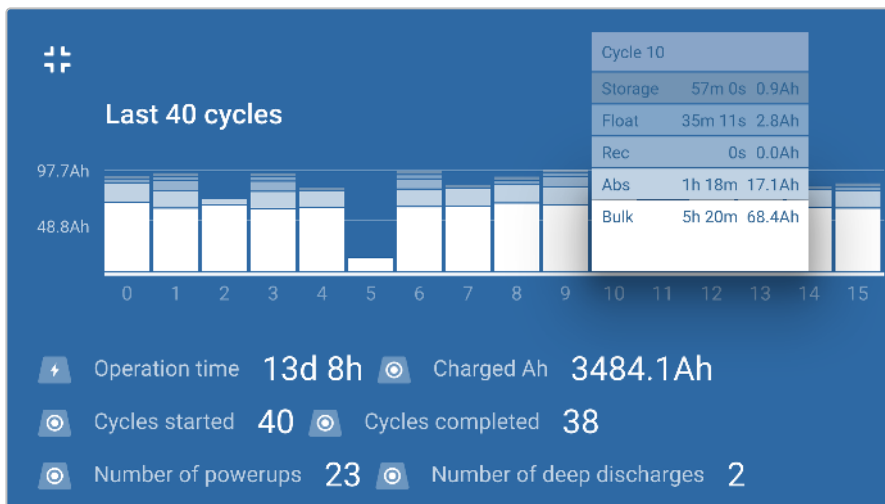 Cycle 10
Storage 57m 0s 0.9Ah
Float 35m 11s 2.8Ah
Rec 0s 0.0Ah
Abs 1h 18m 17.1Ah
Bulk 5h 20m 68.4Ah
Last 40 cycles
97.7Ah
48.8Ah
0 1 2 3 4 5 6 7 8 9 10 11 12 13 14 15
Operation time 13d 8h Charged Ah 3484.1Ah
Cycles started 40 Cycles completed 38
Number of powerups 23 Number of deep discharges 2